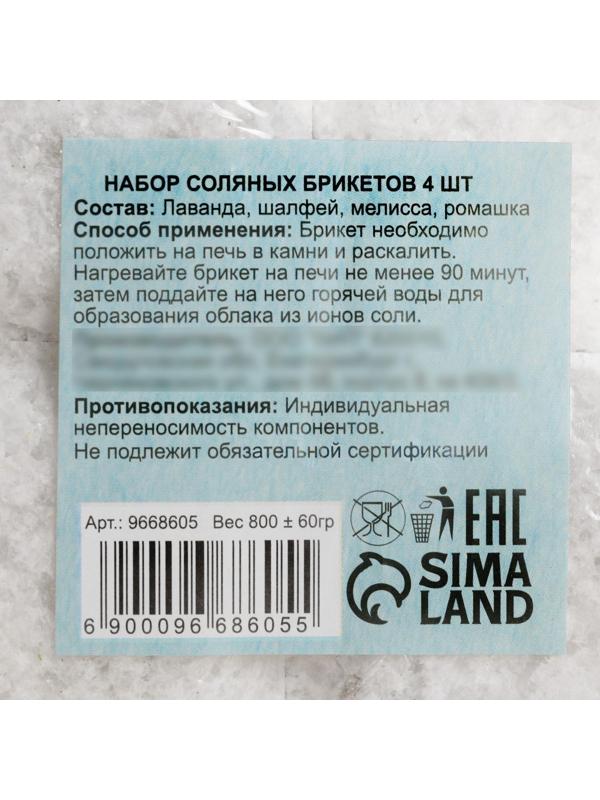 НАБОР СОЛЯНЫХ БРИКЕТОВ 4 ШТ
Состав: Лаванда, шалфей, мелисса, ромашка
Способ применения: Брикет необходимо
положить на печь в камни и раскалить.
Нагревайте брикет на печи не менее 90 минут,
затем поддайте на него горячей воды для
образования облака из ионов соли.
Противопоказания: Индивидуальная
непереносимость компонентов.
Не подлежит обязательной сертификации
Арт.: 9668605 Вес 800 ± 60гр
6 900096 686055
EAC
SIMA
LAND